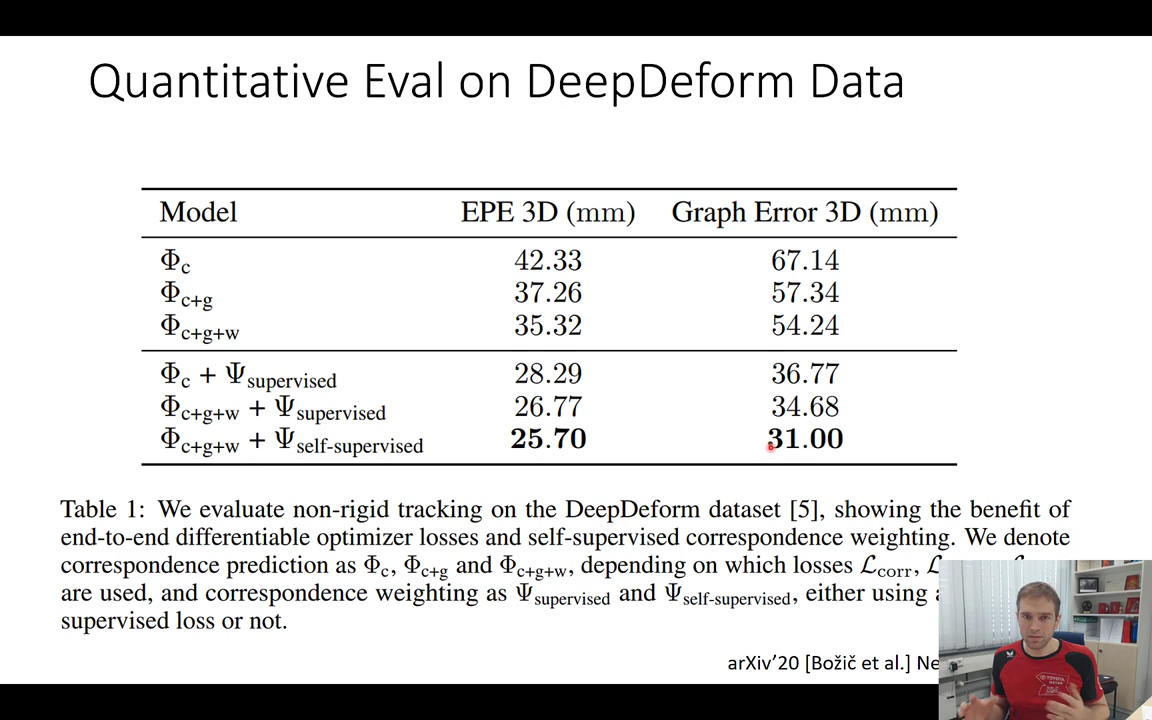 Quantitative Eval on DeepDeform Data
Model EPE 3D (mm) Graph Error 3D (mm)
Φc 42.33 67.14
Φc+g 37.26 57.34
Φc+g+w 35.32 54.24
Φc + Ψsupervised 28.29 36.77
Φc+g+w + Ψsupervised 26.77 34.68
Φc+g+w + Ψself-supervised 25.70 31.00
Table 1: We evaluate non-rigid tracking on the DeepDeform dataset [5], showing the benefit of
end-to-end differentiable optimizer losses and self-supervised correspondence weighting. We denote
correspondence prediction as Φc, Φc+g and Φc+g+w, depending on which losses ℒcorr, ℒ
are used, and correspondence weighting as Ψsupervised and Ψself-supervised, either using
supervised loss or not.
arXiv'20 [Božič et al.] Ne
TOYOTA